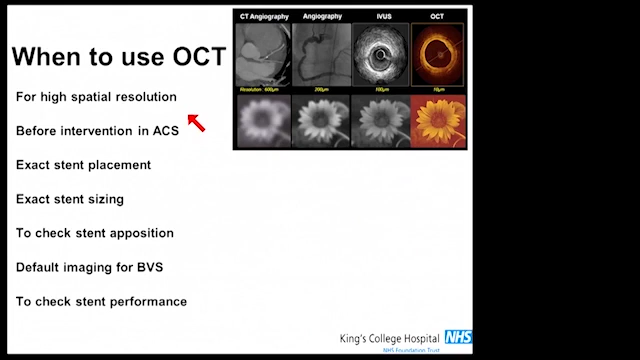 When to use OCT
For high spatial resolution
Before intervention in ACS
Exact stent placement
Exact stent sizing
To check stent apposition
Default imaging for BVS
To check stent performance
CT Angiography Angiography IVUS OCT
Resolution : 600μm 200μm 100μm 10μm
King's College Hospital NHS
NHS Foundation Trust